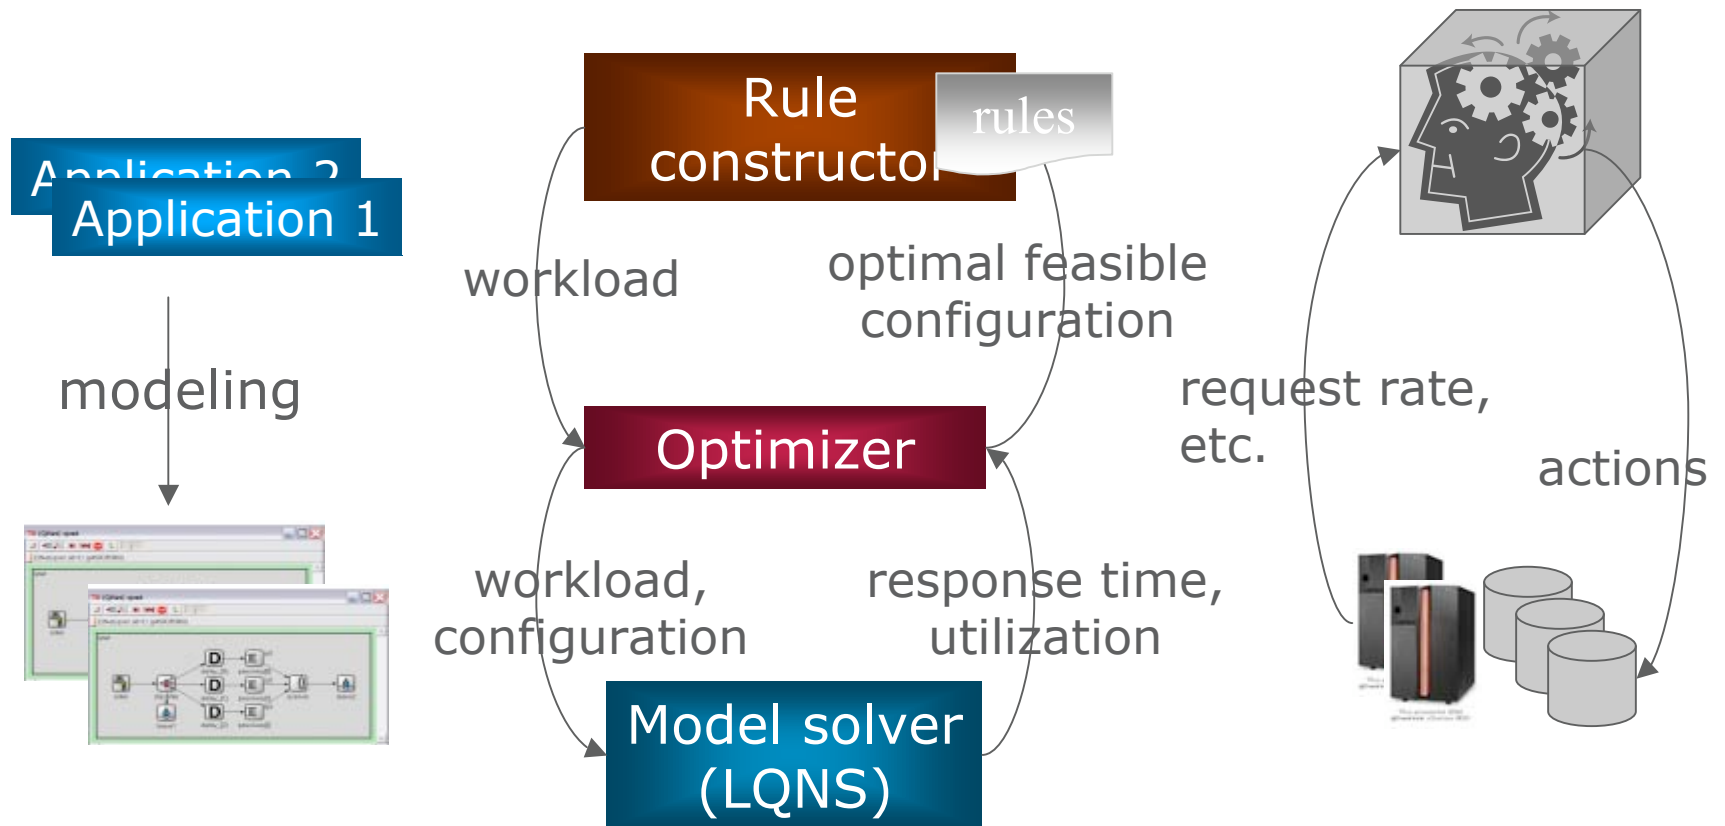 Rule
constructor
rules
Application 2
Application 1
workload
optimal feasible
configuration
modeling
request rate,
etc.
Optimizer
actions
workload,
configuration
response time,
utilization
Model solver
(LQNS)
D
E
D
E
D
E